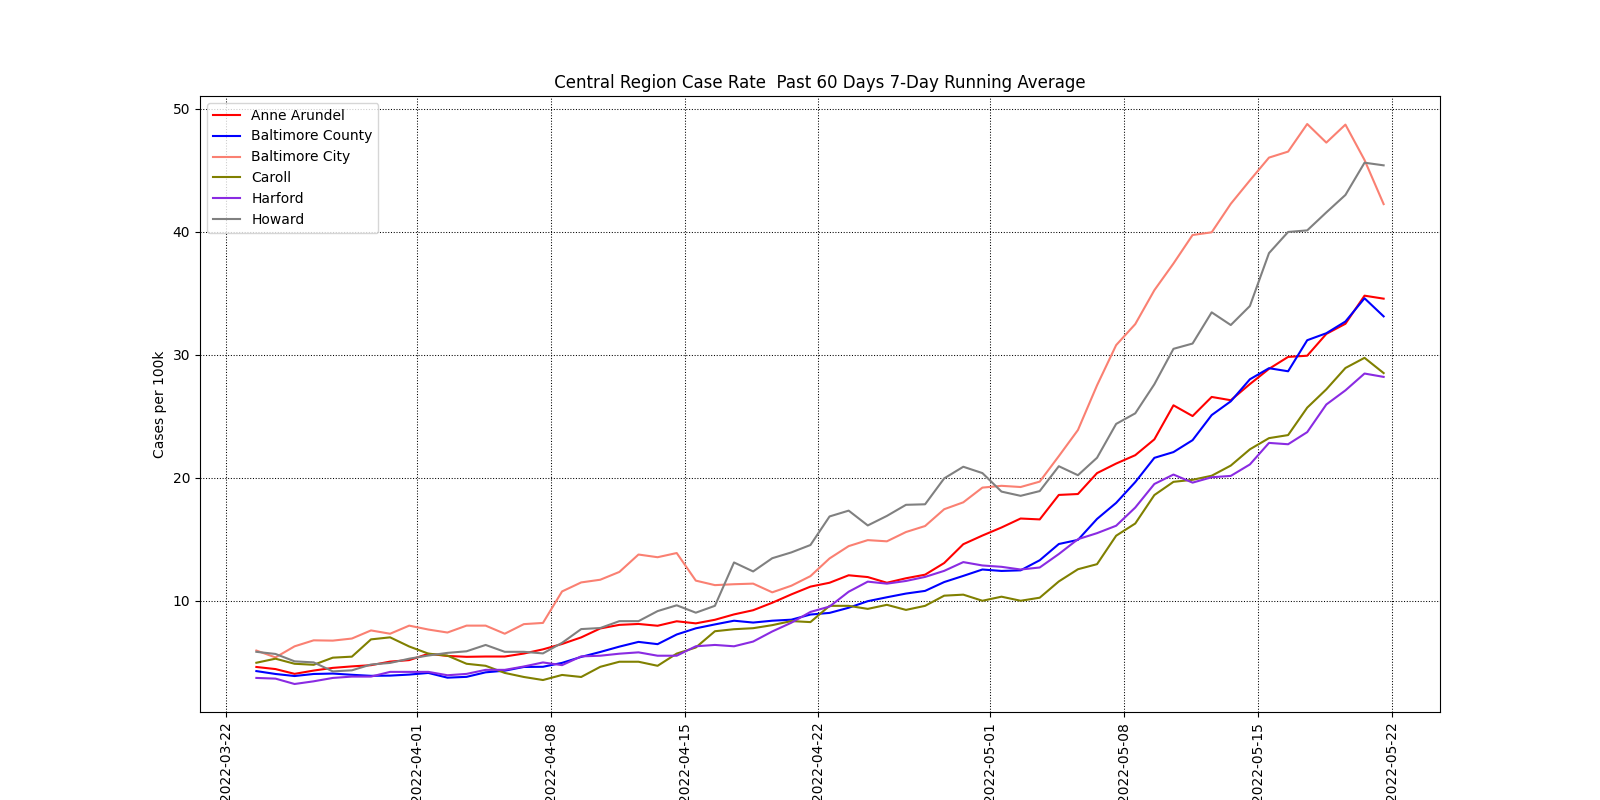 Central Region Case Rate  Past 60 Days 7-Day Running Average
Anne Arundel
Baltimore County
Baltimore City
Caroll
Harford
Howard
Cases per 100k
50
40
30
20
10
2022-03-22
2022-04-01
2022-04-08
2022-04-15
2022-04-22
2022-05-01
2022-05-08
2022-05-15
2022-05-22